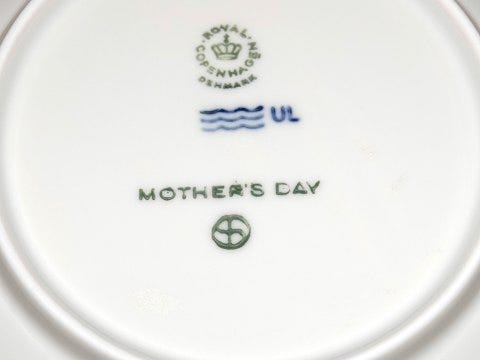 ROYAL
COPENHAGEN
DENMARK
UL
MOTHER'S DAY